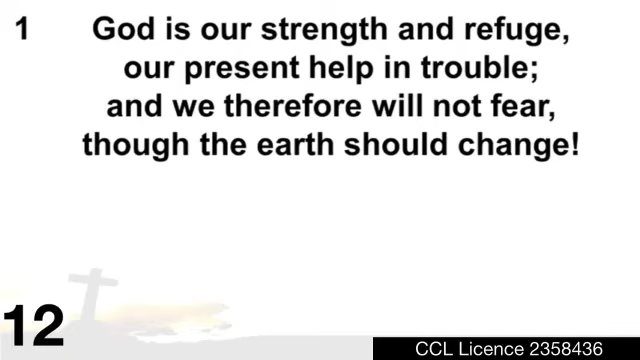 1 God is our strength and refuge,
our present help in trouble;
and we therefore will not fear,
though the earth should change!
12
CCL Licence 2358436